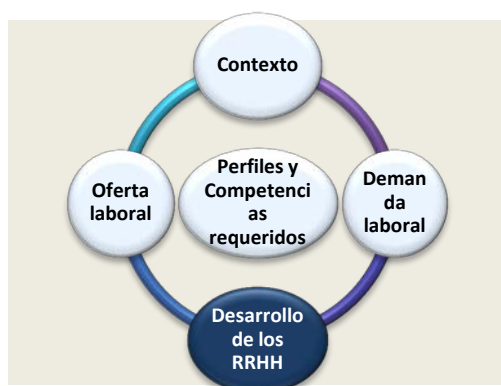 Contexto
Oferta
laboral
Perfiles y
Competenci
as
requeridos
Deman
da
laboral
Desarrollo
de los
RRHH